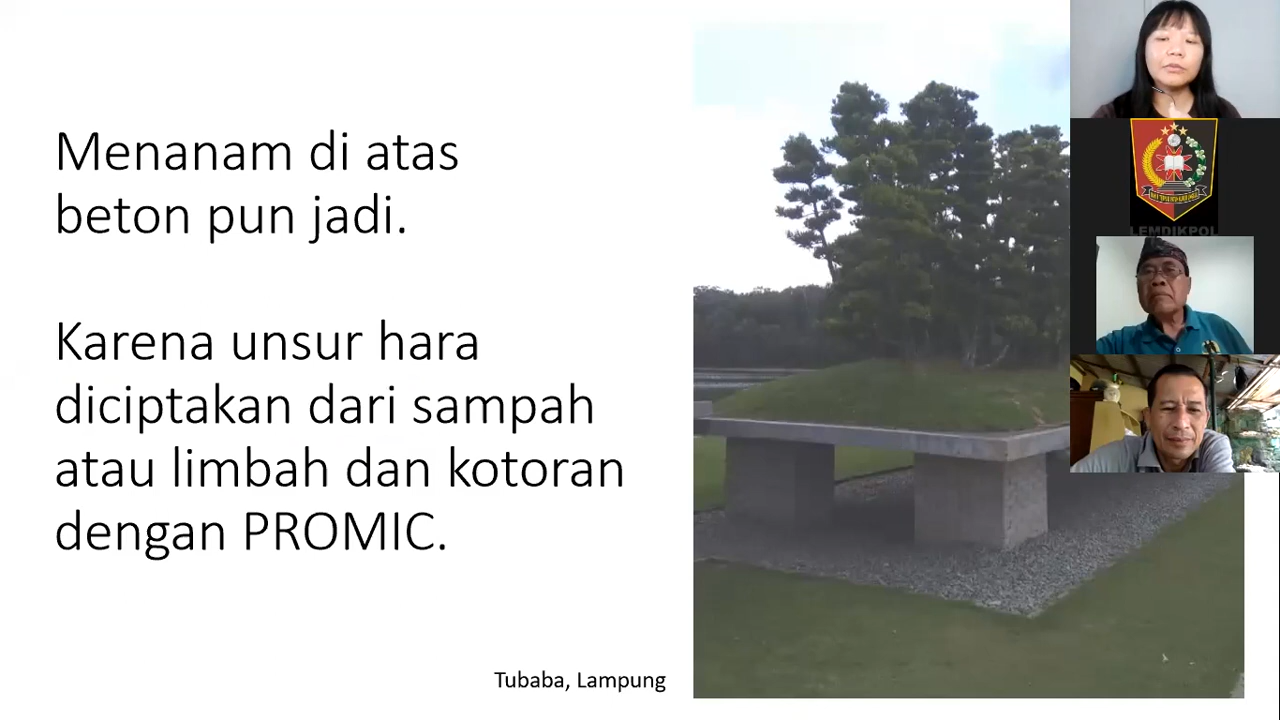 Menanam di atas
beton pun jadi.
Karena unsur hara
diciptakan dari sampah
atau limbah dan kotoran
dengan PROMIC.
Tubaba, Lampung
LEMDIKPOL